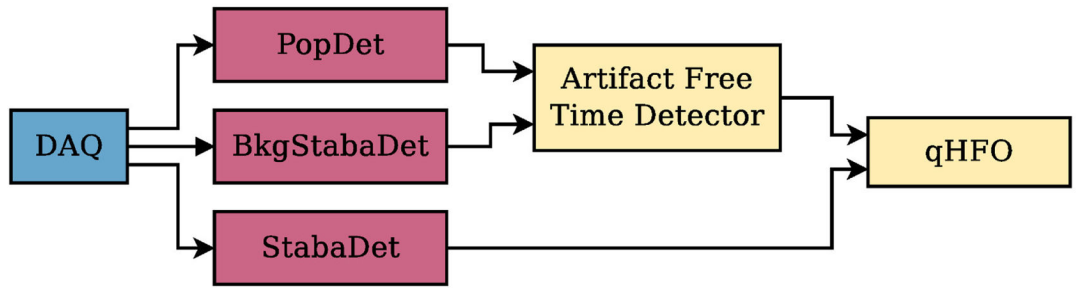 PopDet
DAQ
BkgStabaDet
StabaDet
Artifact Free
Time Detector
qHFO